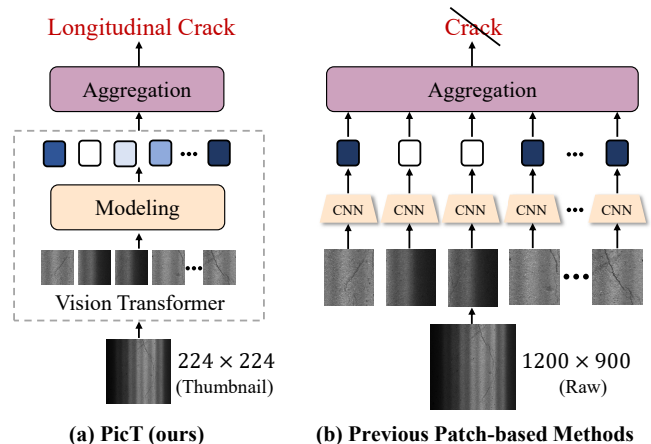 Longitudinal Crack
Aggregation
Modeling
Vision Transformer
224 × 224
(Thumbnail)
(a) PicT (ours)
Crack
Aggregation
CNN CNN CNN CNN CNN
1200 × 900
(Raw)
(b) Previous Patch-based Methods